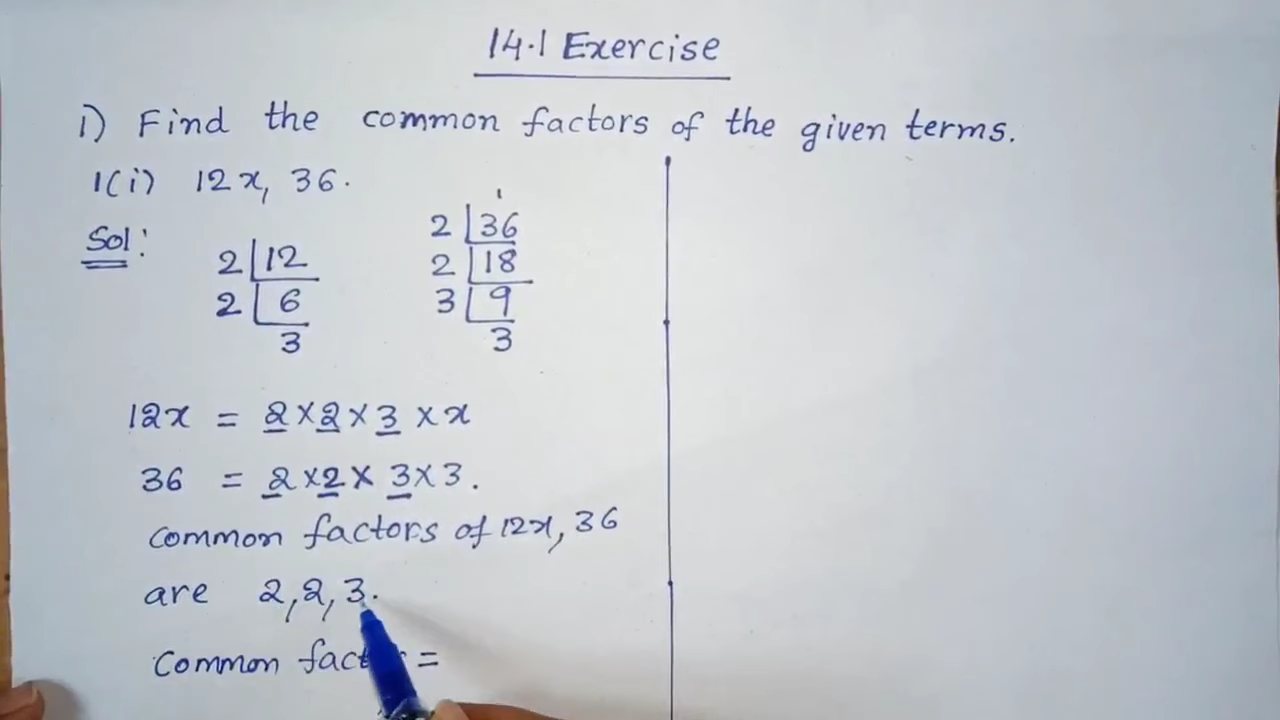 14.1 Exercise
1) Find the common factors of the given terms.
1(i) 12x, 36.
Sol:
2 | 12
2 | 6
3
2 | 36
2 | 18
3 | 9
3
12x = 2×2×3×x
36 = 2×2×3×3.
Common factors of 12x, 36
are 2,2,3.
Common factor =